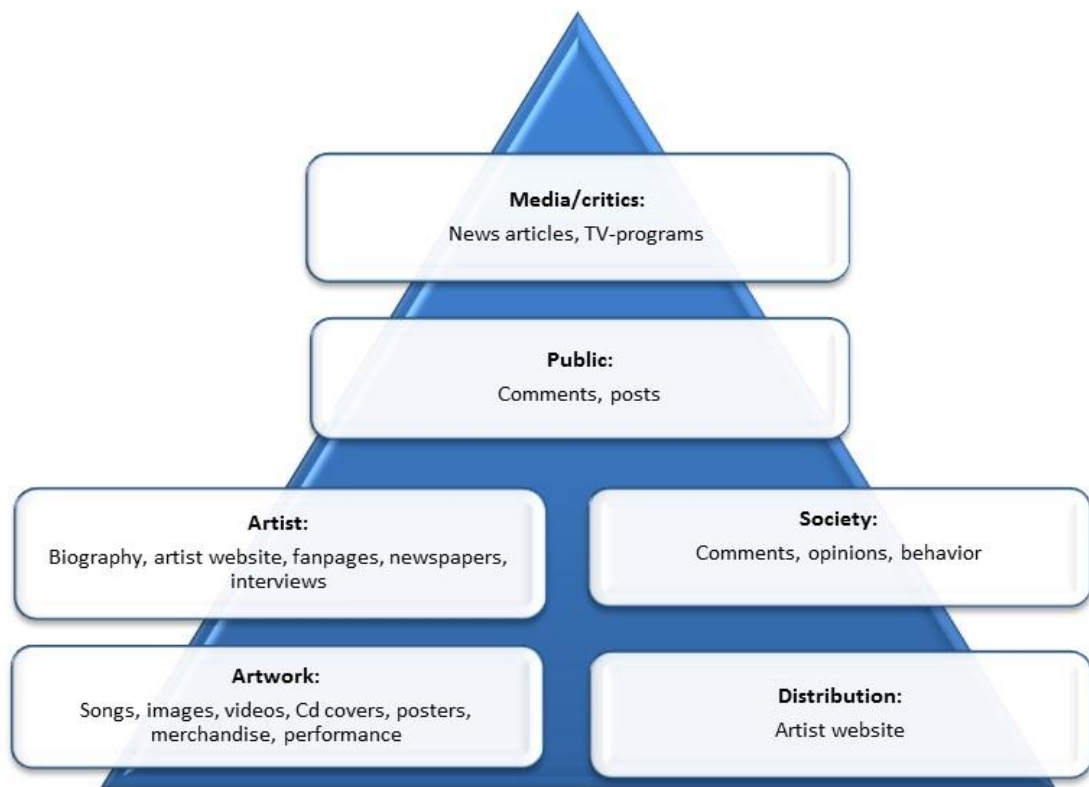 Media/critics:
News articles, TV-programs
Public:
Comments, posts
Artist:
Biography, artist website, fanpages, newspapers,
interviews
Society:
Comments, opinions, behavior
Artwork:
Songs, images, videos, Cd covers, posters,
merchandise, performance
Distribution:
Artist website